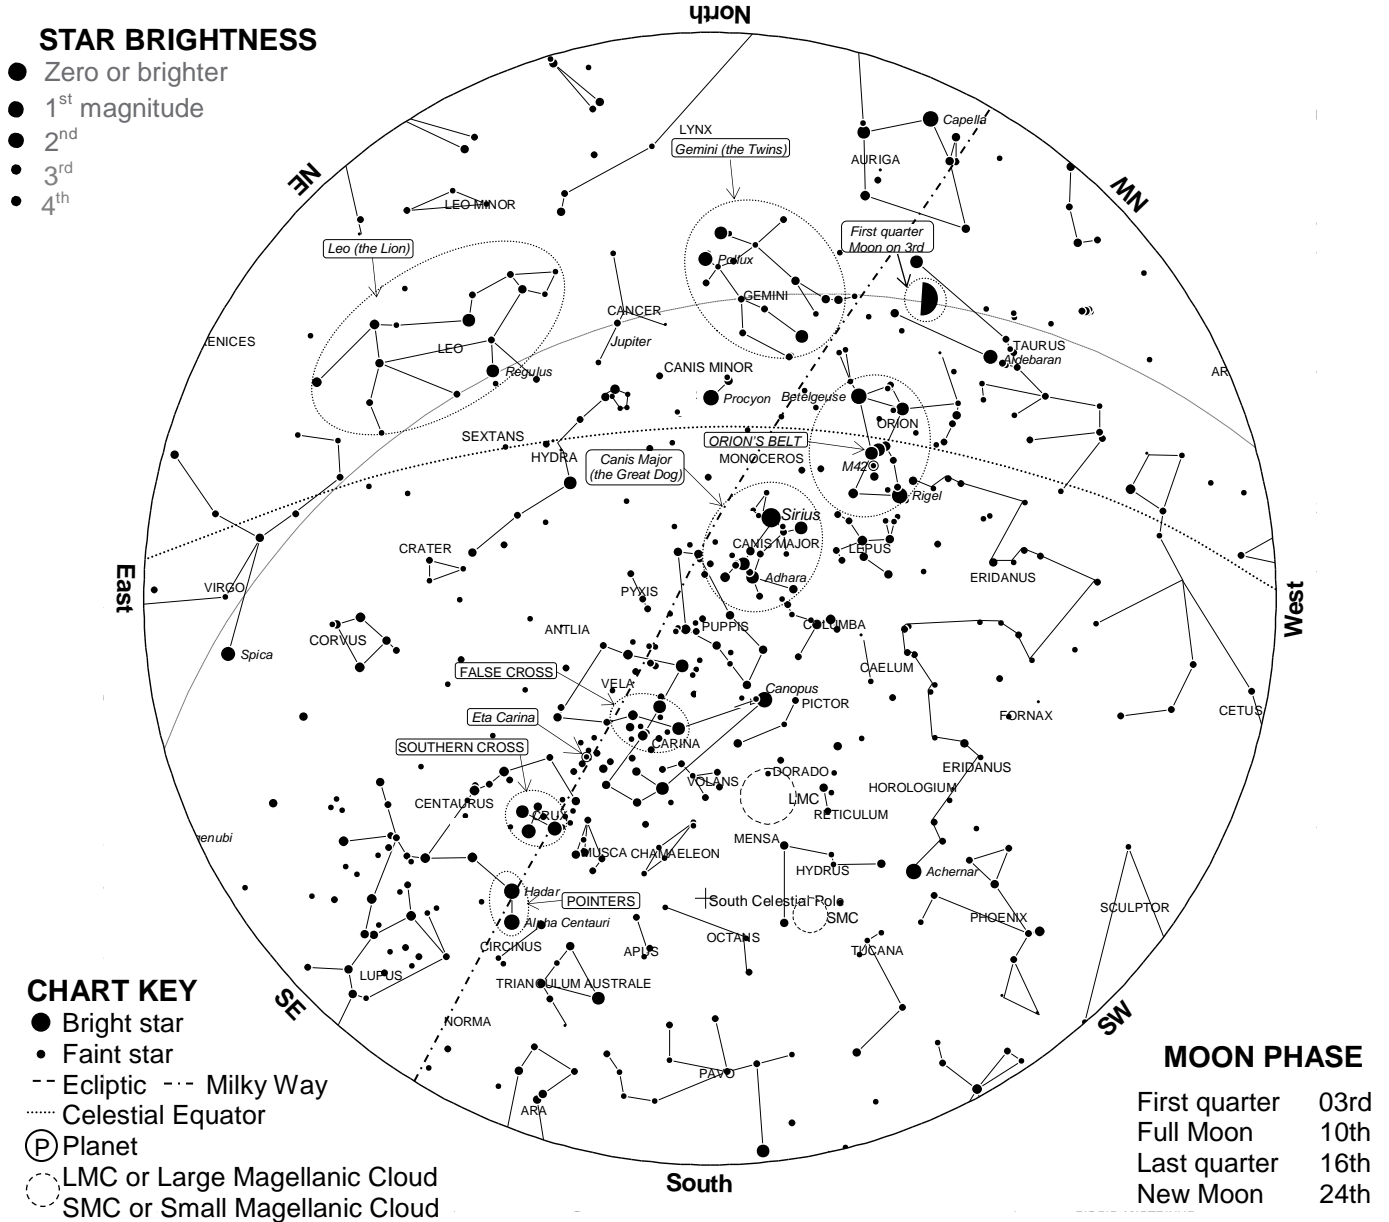 North
STAR BRIGHTNESS
Zero or brighter
1st magnitude
2nd
3rd
4th
LYNX
Gemini (the Twins)
Capella
AURIGA
NE
NW
LEO MINOR
Leo (the Lion)
First quarter
Moon on 3rd
Pollux
GEMINI
CANCER
Jupiter
ENICES
LEO
Regulus
TAURUS
Aldebaran
AR
CANIS MINOR
Procyon
Betelgeuse
ORION
SEXTANS
HYDRA
ORION'S BELT
MONOCEROS
Canis Major
(the Great Dog)
M42
Rigel
Sirius
CANIS MAJOR
LEPUS
CRATER
Adhara
ERIDANUS
East
VIRGO
PYXIS
West
ANTLIA
PUPPIS
COLUMBA
CORVUS
Spica
CAELUM
FALSE CROSS
VELA
Canopus
PICTOR
Eta Carina
FORNAX
CETUS
SOUTHERN CROSS
CARINA
VOLANS
DORADO
ERIDANUS
HOROLOGIUM
CENTAURUS
LMC
CRUX
RETICULUM
enubi
MENSA
MUSCA
CHAMAELEON
HYDRUS
Achernar
Hadar
POINTERS
South Celestial Pole
SMC
PHOENIX
SCULPTOR
Alpha Centauri
CIRCINUS
APUS
OCTANS
TUCANA
LUPUS
TRIANGULUM AUSTRALE
SE
NORMA
SW
PAVO
ARA
South
CHART KEY
Bright star
Faint star
Ecliptic Milky Way
Celestial Equator
P Planet
LMC or Large Magellanic Cloud
SMC or Small Magellanic Cloud
MOON PHASE
First quarter 03rd
Full Moon 10th
Last quarter 16th
New Moon 24th